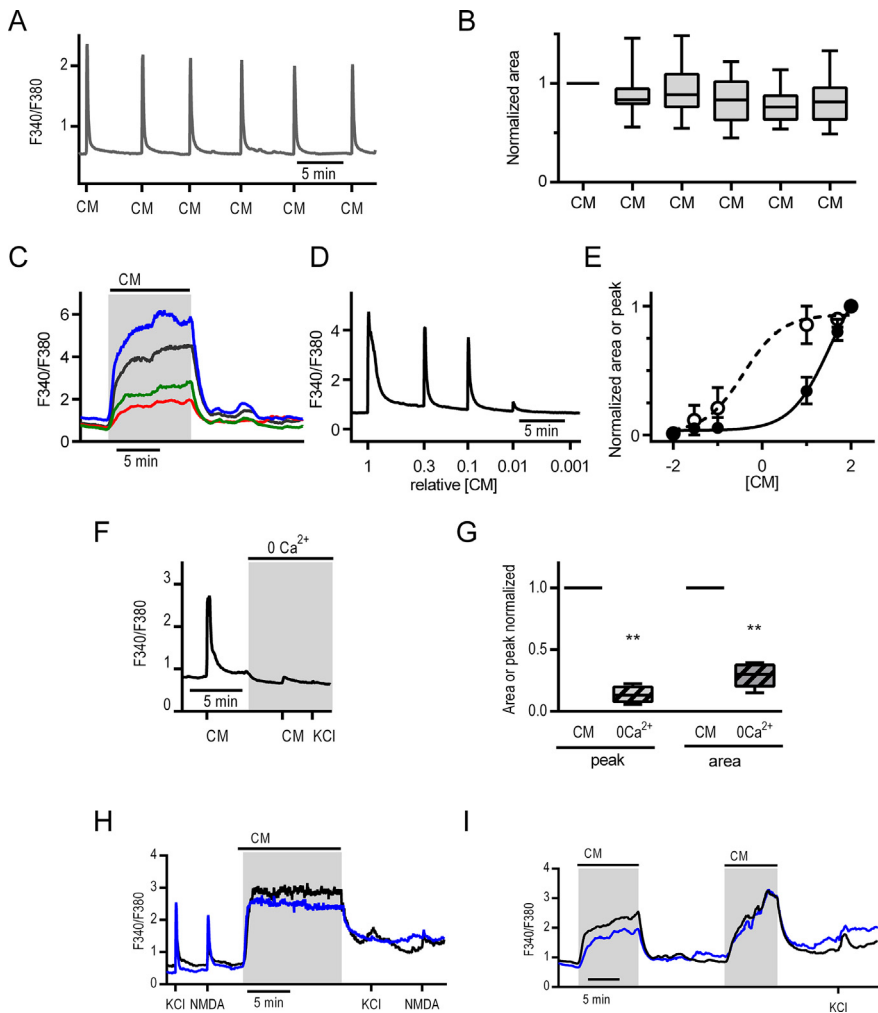 A
F340/F380
2
1
5 min
CM CM CM CM CM CM
B
Normalized area
1
0
CM CM CM CM CM CM
C
CM
F340/F380
6
4
2
0
5 min
D
F340/F380
4
2
0
5 min
1 0.3 0.1 0.01 0.001
relative [CM]
E
Normalized area or peak
1
0
-2 0 2
[CM]
F
0 Ca²⁺
F340/F380
3
2
1
0
5 min
CM CM KCl
G
Area or peak normalized
1.0
0.5
0.0
** **
CM 0Ca²⁺ CM 0Ca²⁺
peak area
H
CM
F340/F380
4
3
2
1
0
5 min
KCl NMDA KCl NMDA
I
CM CM
F340/F380
4
3
2
1
0
5 min
KCl